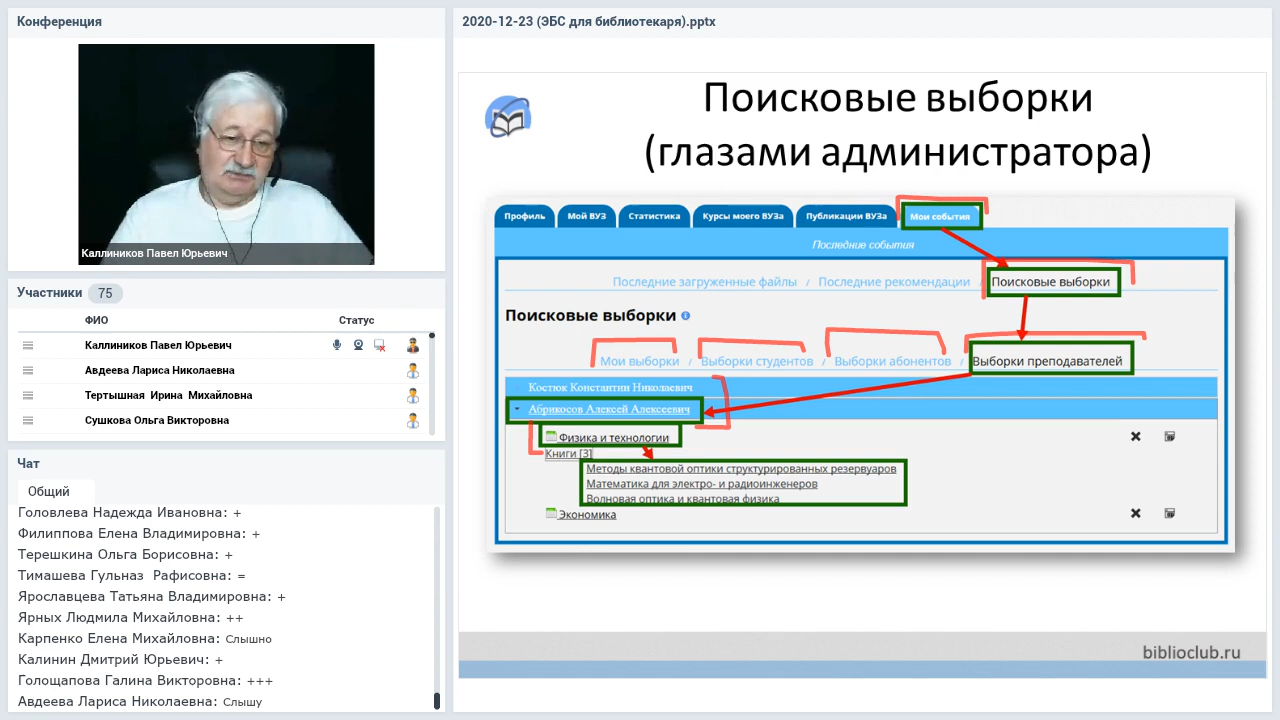 Конференция
Каллиников Павел Юрьевич
Участники 75
ФИО Статус
Каллиников Павел Юрьевич
Авдеева Лариса Николаевна
Тертышная Ирина Михайловна
Сушкова Ольга Викторовна
Чат
Общий
Головлева Надежда Ивановна: +
Филиппова Елена Владимировна: +
Терешкина Ольга Борисовна: +
Тимашева Гульназ Рафисовна: =
Ярославцева Татьяна Владимировна: +
Ярных Людмила Михайловна: ++
Карпенко Елена Михайловна: Слышно
Калинин Дмитрий Юрьевич: +
Голощапова Галина Викторовна: +++
Авдеева Лариса Николаевна: Слышу
2020-12-23 (ЭБС для библиотекаря).pptx
Поисковые выборки
(глазами администратора)
Профиль Мой ВУЗ Статистика Курсы моего ВУЗа Публикации ВУЗа Мои события
Последние события
Последние загруженные файлы / Последние рекомендации / Поисковые выборки
Поисковые выборки
Мои выборки / Выборки студентов / Выборки абонентов / Выборки преподавателей
Костюк Константин Николаевич
Абрикосов Алексей Алексеевич
Физика и технологии
Книги [3]
Методы квантовой оптики структурированных резервуаров
Математика для электро- и радиоинженеров
Волновая оптика и квантовая физика
Экономика
biblioclub.ru